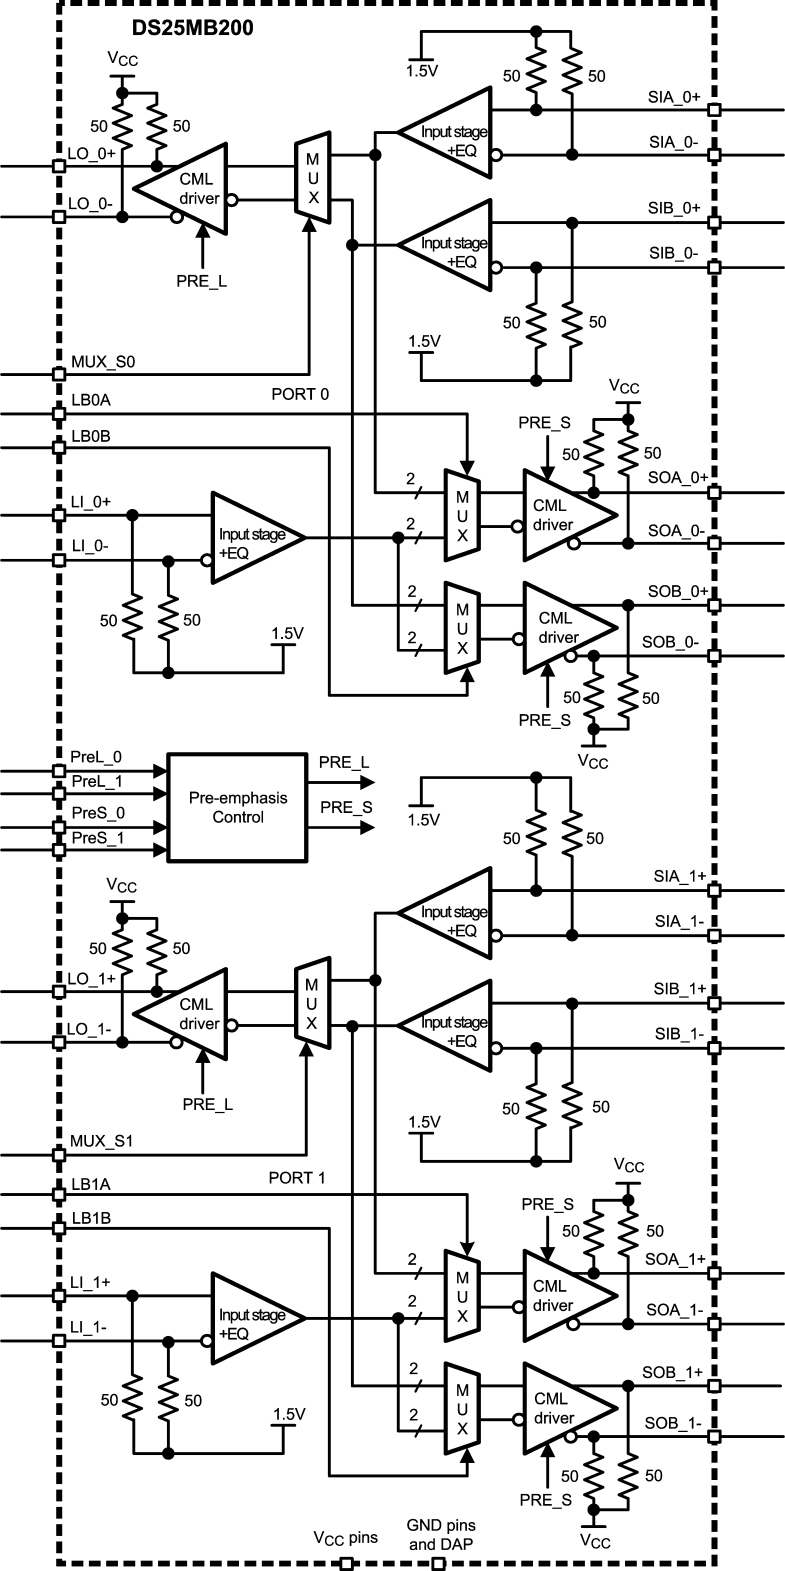 DS25MB200
VCC
50
50
LO_0+
LO_0-
CML
driver
PRE_L
MUX
1.5V
50
50
SIA_0+
SIA_0-
Input stage
+EQ
SIB_0+
SIB_0-
Input stage
+EQ
50
50
1.5V
MUX_S0
PORT 0
LB0A
LB0B
VCC
PRE_S
50
50
SOA_0+
SOA_0-
2
2
MUX
CML
driver
LI_0+
LI_0-
Input stage
+EQ
50
50
1.5V
2
2
MUX
CML
driver
SOB_0+
SOB_0-
PRE_S
50
50
VCC
PreL_0
PreL_1
PreS_0
PreS_1
Pre-emphasis
Control
PRE_L
PRE_S
1.5V
50
50
SIA_1+
SIA_1-
Input stage
+EQ
VCC
50
50
LO_1+
LO_1-
CML
driver
PRE_L
MUX
SIB_1+
SIB_1-
Input stage
+EQ
50
50
1.5V
MUX_S1
PORT 1
LB1A
LB1B
VCC
PRE_S
50
50
SOA_1+
SOA_1-
2
2
MUX
CML
driver
LI_1+
LI_1-
Input stage
+EQ
50
50
1.5V
2
2
MUX
CML
driver
SOB_1+
SOB_1-
PRE_S
50
50
VCC
VCC pins
GND pins
and DAP